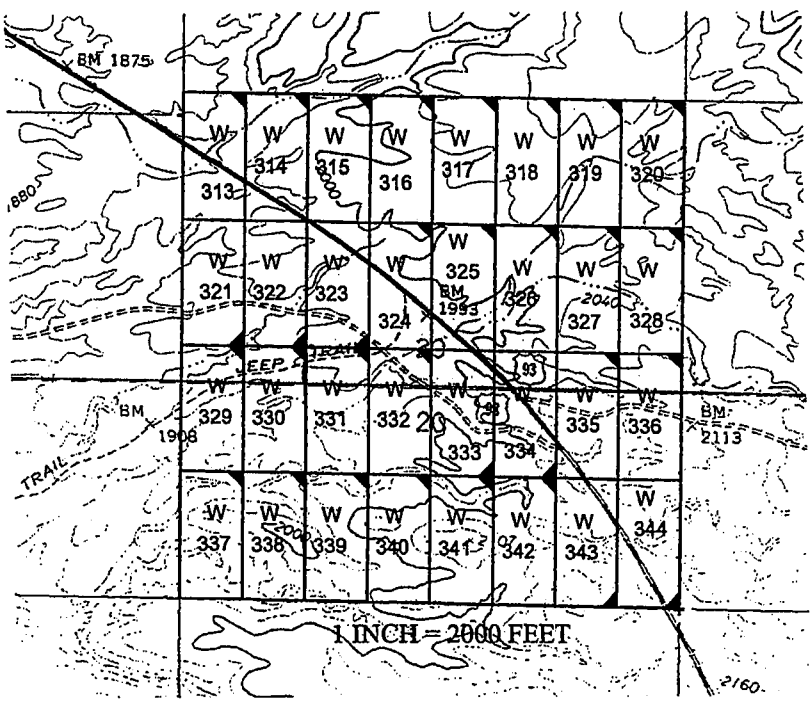 BM 1875
W W W W W W W W
313 314 315 316 317 318 319 320
3000
1880
W W W W W W W W
321 322 323 324 325 326 327 328
BM
1993
2040
JEEP TRAIL
93
W W W W W W W W
329 330 331 332 333 334 335 336
93
20
BM
1908
BM
2113
TRAIL
W W W W W W W W
337 338 339 340 341 342 343 344
2000
1 INCH = 2000 FEET
2160